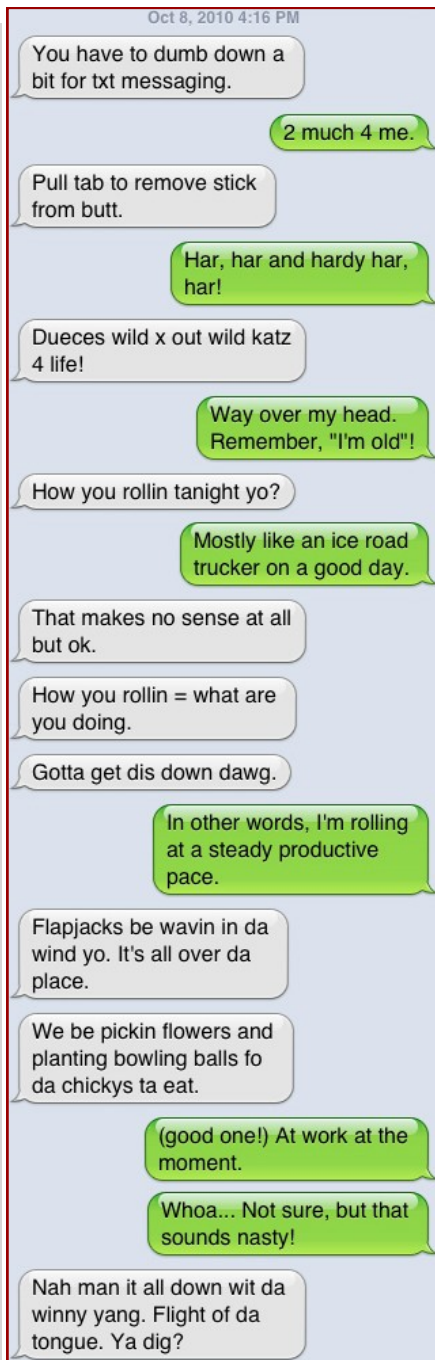 Oct 8, 2010 4:16 PM
You have to dumb down a
bit for txt messaging.
2 much 4 me.
Pull tab to remove stick
from butt.
Har, har and hardy har,
har!
Dueces wild x out wild katz
4 life!
Way over my head.
Remember, "I'm old"!
How you rollin tanight yo?
Mostly like an ice road
trucker on a good day.
That makes no sense at all
but ok.
How you rollin = what are
you doing.
Gotta get dis down dawg.
In other words, I'm rolling
at a steady productive
pace.
Flapjacks be wavin in da
wind yo. It's all over da
place.
We be pickin flowers and
planting bowling balls fo
da chickys ta eat.
(good one!) At work at the
moment.
Whoa... Not sure, but that
sounds nasty!
Nah man it all down wit da
winny yang. Flight of da
tongue. Ya dig?